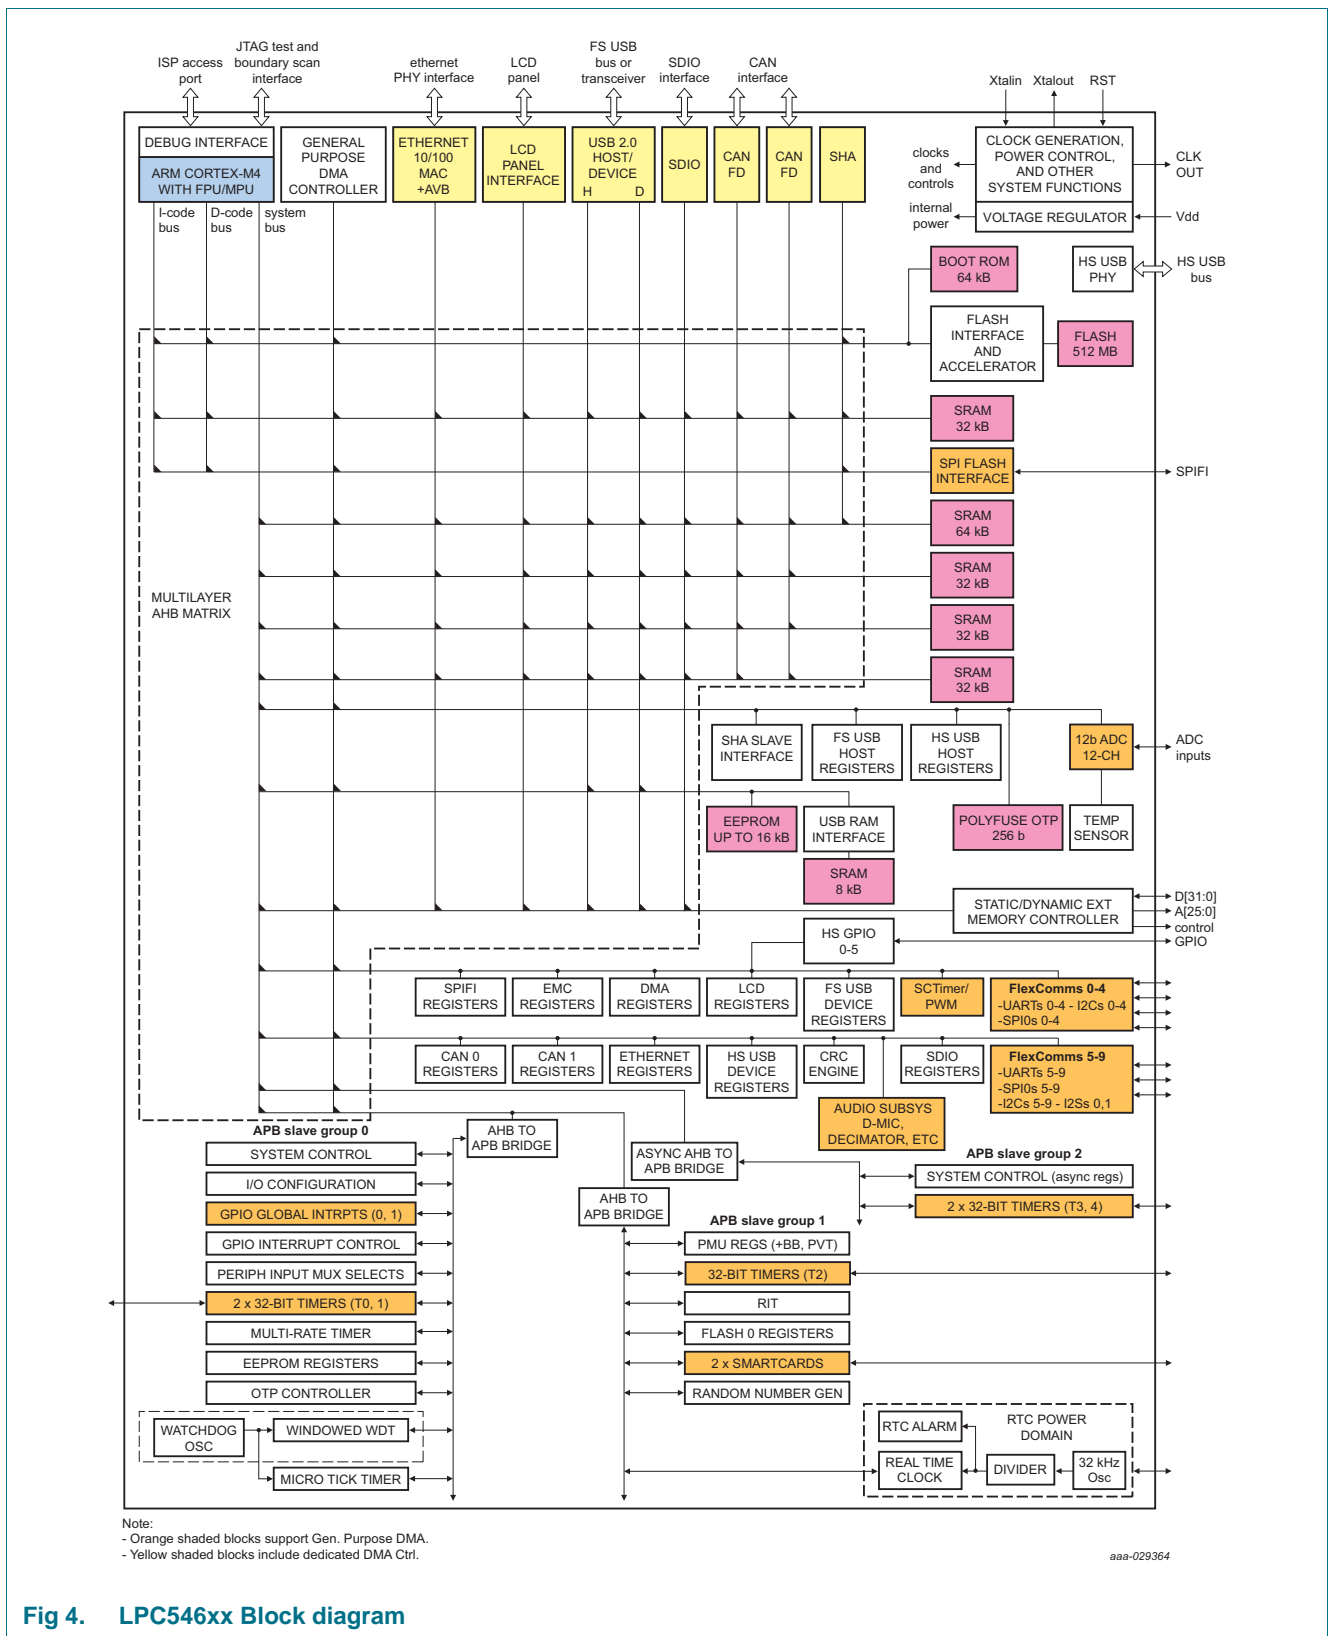 ISP access
port
JTAG test and
boundary scan
interface
ethernet
PHY interface
LCD
panel
FS USB
bus or
transceiver
SDIO
interface
CAN
interface
Xtalin
Xtalout
RST
DEBUG INTERFACE
ARM CORTEX-M4
WITH FPU/MPU
GENERAL
PURPOSE
DMA
CONTROLLER
ETHERNET
10/100
MAC
+AVB
LCD
PANEL
INTERFACE
USB 2.0
HOST/
DEVICE
H D
SDIO
CAN
FD
CAN
FD
SHA
CLOCK GENERATION,
POWER CONTROL,
AND OTHER
SYSTEM FUNCTIONS
VOLTAGE REGULATOR
clocks
and
controls
internal
power
CLK
OUT
Vdd
I-code
bus
D-code
bus
system
bus
BOOT ROM
64 kB
HS USB
PHY
HS USB
bus
FLASH
INTERFACE
AND
ACCELERATOR
FLASH
512 MB
SRAM
32 kB
SPI FLASH
INTERFACE
SPIFI
SRAM
64 kB
SRAM
32 kB
SRAM
32 kB
SRAM
32 kB
MULTILAYER
AHB MATRIX
SHA SLAVE
INTERFACE
FS USB
HOST
REGISTERS
HS USB
HOST
REGISTERS
12b ADC
12-CH
ADC
inputs
EEPROM
UP TO 16 kB
USB RAM
INTERFACE
POLYFUSE OTP
256 b
TEMP
SENSOR
SRAM
8 kB
STATIC/DYNAMIC EXT
MEMORY CONTROLLER
D[31:0]
A[25:0]
control
GPIO
HS GPIO
0-5
SPIFI
REGISTERS
EMC
REGISTERS
DMA
REGISTERS
LCD
REGISTERS
FS USB
DEVICE
REGISTERS
SCTimer/
PWM
FlexComms 0-4
-UARTs 0-4 - I2Cs 0-4
-SPI0s 0-4
CAN 0
REGISTERS
CAN 1
REGISTERS
ETHERNET
REGISTERS
HS USB
DEVICE
REGISTERS
CRC
ENGINE
SDIO
REGISTERS
FlexComms 5-9
-UARTs 5-9
-SPI0s 5-9
-I2Cs 5-9 - I2Ss 0,1
AUDIO SUBSYS
D-MIC,
DECIMATOR, ETC
APB slave group 0
AHB TO
APB BRIDGE
ASYNC AHB TO
APB BRIDGE
AHB TO
APB BRIDGE
APB slave group 2
SYSTEM CONTROL (async regs)
2 x 32-BIT TIMERS (T3, 4)
SYSTEM CONTROL
I/O CONFIGURATION
GPIO GLOBAL INTRPTS (0, 1)
GPIO INTERRUPT CONTROL
PERIPH INPUT MUX SELECTS
2 x 32-BIT TIMERS (T0, 1)
MULTI-RATE TIMER
EEPROM REGISTERS
OTP CONTROLLER
WATCHDOG
OSC
WINDOWED WDT
MICRO TICK TIMER
APB slave group 1
PMU REGS (+BB, PVT)
32-BIT TIMERS (T2)
RIT
FLASH 0 REGISTERS
2 x SMARTCARDS
RANDOM NUMBER GEN
RTC ALARM
RTC POWER
DOMAIN
REAL TIME
CLOCK
DIVIDER
32 kHz
Osc
Note:
- Orange shaded blocks support Gen. Purpose DMA.
- Yellow shaded blocks include dedicated DMA Ctrl.
aaa-029364
Fig 4. LPC546xx Block diagram